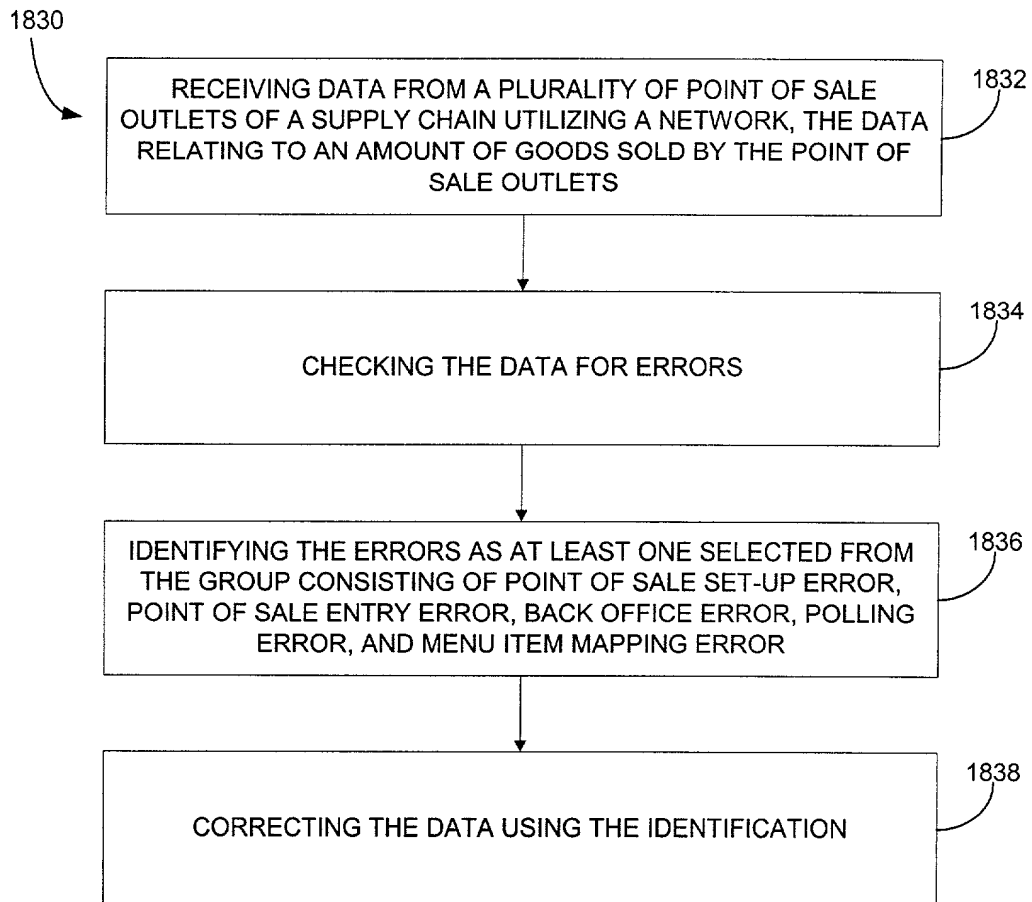 1830
1832
RECEIVING DATA FROM A PLURALITY OF POINT OF SALE
OUTLETS OF A SUPPLY CHAIN UTILIZING A NETWORK, THE DATA
RELATING TO AN AMOUNT OF GOODS SOLD BY THE POINT OF
SALE OUTLETS
1834
CHECKING THE DATA FOR ERRORS
1836
IDENTIFYING THE ERRORS AS AT LEAST ONE SELECTED FROM
THE GROUP CONSISTING OF POINT OF SALE SET-UP ERROR,
POINT OF SALE ENTRY ERROR, BACK OFFICE ERROR, POLLING
ERROR, AND MENU ITEM MAPPING ERROR
1838
CORRECTING THE DATA USING THE IDENTIFICATION